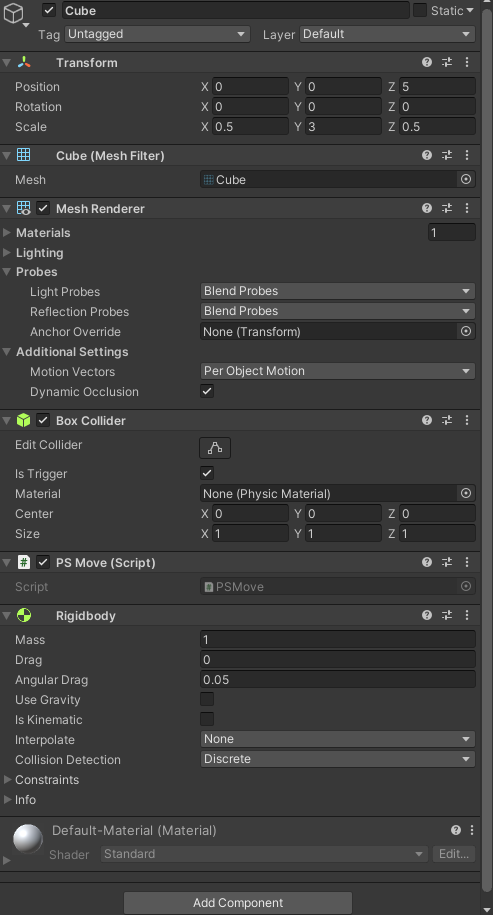 Cube Static
Tag Untagged Layer Default
Transform
Position X 0 Y 0 Z 5
Rotation X 0 Y 0 Z 0
Scale X 0.5 Y 3 Z 0.5
Cube (Mesh Filter)
Mesh Cube
Mesh Renderer
Materials 1
Lighting
Probes
Light Probes Blend Probes
Reflection Probes Blend Probes
Anchor Override None (Transform)
Additional Settings
Motion Vectors Per Object Motion
Dynamic Occlusion
Box Collider
Edit Collider
Is Trigger
Material None (Physic Material)
Center X 0 Y 0 Z 0
Size X 1 Y 1 Z 1
# PS Move (Script)
Script # PSMove
Rigidbody
Mass 1
Drag 0
Angular Drag 0.05
Use Gravity
Is Kinematic
Interpolate None
Collision Detection Discrete
Constraints
Info
Default-Material (Material)
Shader Standard Edit...
Add Component